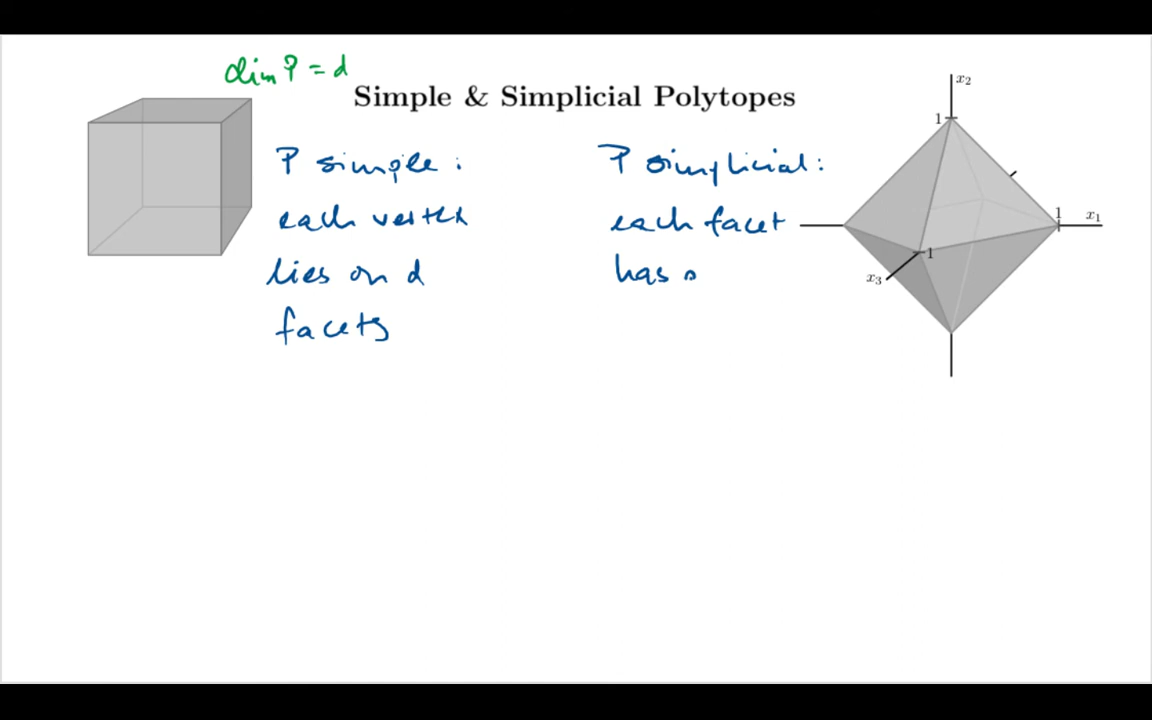 dim P = d
Simple & Simplicial Polytopes
P simple :
each vertex
lies on d
facets
P simplicial :
each facet
has
x₂
1
1
x₁
1
x₃